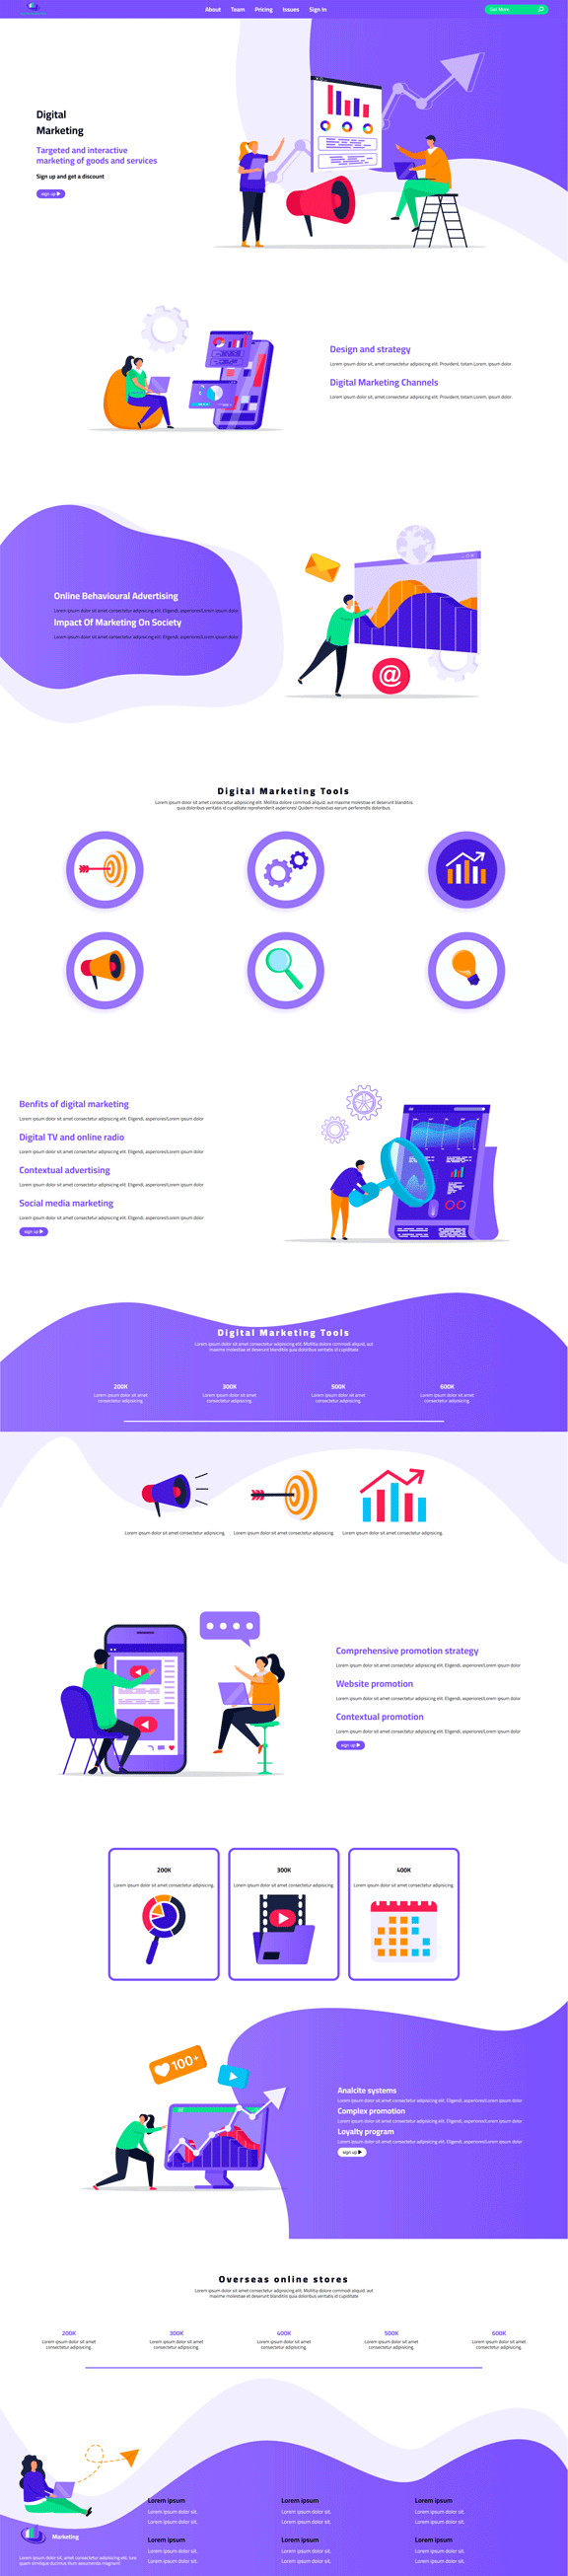 About Team Pricing Issues Sign In
Get More
Digital
Marketing
Targeted and interactive
marketing of goods and services
Sign up and get a discount
sign up
Design and strategy
Lorem ipsum dolor sit, amet consectetur adipisicing elit. Provident, totam.Lorem, ipsum dolor.
Digital Marketing Channels
Lorem ipsum dolor sit, amet consectetur adipisicing elit. Provident, totam.Lorem, ipsum dolor.
Online Behavioural Advertising
Lorem ipsum dolor sit amet consectetur adipisicing elit. Eligendi, asperiores!Lorem ipsum dolor
Impact Of Marketing On Society
Lorem ipsum dolor sit amet consectetur adipisicing elit. Eligendi, asperiores!Lorem ipsum dolor
@
Digital Marketing Tools
Lorem ipsum dolor sit amet consectetur adipisicing elit. Mollitia dolore commodi aliquid, aut maxime molestiae et deserunt blanditiis
quia doloribus veritatis id cupiditate reprehenderit asperiores! Quidem molestias earum perferendis doloribus.
Benfits of digital marketing
Lorem ipsum dolor sit amet consectetur adipisicing elit. Eligendi, asperiores!Lorem ipsum dolor
Digital TV and online radio
Lorem ipsum dolor sit amet consectetur adipisicing elit. Eligendi, asperiores!Lorem ipsum dolor
Contextual advertising
Lorem ipsum dolor sit amet consectetur adipisicing elit. Eligendi, asperiores!Lorem ipsum dolor
Social media marketing
Lorem ipsum dolor sit amet consectetur adipisicing elit. Eligendi, asperiores!Lorem ipsum dolor
sign up
Digital Marketing Tools
Lorem ipsum dolor sit amet consectetur adipisicing elit. Mollitia dolore commodi aliquid, aut
maxime molestiae et deserunt blanditiis quia doloribus veritatis id cupiditate
200K 300K 500K 600K
Lorem ipsum dolor sit amet Lorem ipsum dolor sit amet Lorem ipsum dolor sit amet Lorem ipsum dolor sit amet
consectetur adipisicing. consectetur adipisicing. consectetur adipisicing. consectetur adipisicing.
Lorem ipsum dolor sit amet consectetur adipisicing. Lorem ipsum dolor sit amet consectetur adipisicing. Lorem ipsum dolor sit amet consectetur adipisicing.
Comprehensive promotion strategy
Lorem ipsum dolor sit amet consectetur adipisicing elit. Eligendi, asperiores!Lorem ipsum dolor
Website promotion
Lorem ipsum dolor sit amet consectetur adipisicing elit. Eligendi, asperiores!Lorem ipsum dolor
Contextual promotion
Lorem ipsum dolor sit amet consectetur adipisicing elit. Eligendi, asperiores!Lorem ipsum dolor
sign up
200K 300K 400K
Lorem ipsum dolor sit amet consectetur adipisicing. Lorem ipsum dolor sit amet consectetur adipisicing. Lorem ipsum dolor sit amet consectetur adipisicing.
100+
Analcite systems
Lorem ipsum dolor sit amet consectetur adipisicing elit. Eligendi, asperiores!Lorem ipsum dolor
Complex promotion
Lorem ipsum dolor sit amet consectetur adipisicing elit. Eligendi, asperiores!Lorem ipsum dolor
Loyalty program
Lorem ipsum dolor sit amet consectetur adipisicing elit. Eligendi, asperiores!Lorem ipsum dolor
sign up
Overseas online stores
Lorem ipsum dolor sit amet consectetur adipisicing elit. Mollitia dolore commodi aliquid, aut
maxime molestiae et deserunt blanditiis quia doloribus veritatis id cupiditate
200K 300K 400K 500K 600K
Lorem ipsum dolor sit amet Lorem ipsum dolor sit amet Lorem ipsum dolor sit amet Lorem ipsum dolor sit amet Lorem ipsum dolor sit amet
consectetur adipisicing. consectetur adipisicing. consectetur adipisicing. consectetur adipisicing. consectetur adipisicing.
Lorem ipsum Lorem ipsum Lorem ipsum
Lorem ipsum dolor sit. Lorem ipsum dolor sit. Lorem ipsum dolor sit.
Lorem ipsum dolor sit. Lorem ipsum dolor sit. Lorem ipsum dolor sit.
Marketing
Lorem ipsum dolor sit, amet consectetur adipisicing elit. Iure
quam similique ducimus illum assumenda magnam!
Lorem ipsum Lorem ipsum Lorem ipsum
Lorem ipsum dolor sit. Lorem ipsum dolor sit. Lorem ipsum dolor sit.
Lorem ipsum dolor sit. Lorem ipsum dolor sit. Lorem ipsum dolor sit.